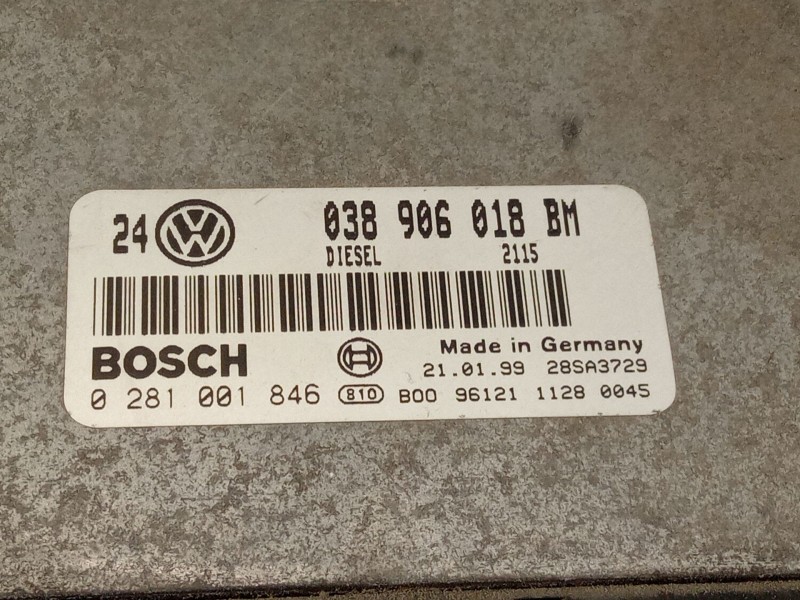 24 VW 038 906 018 BM
DIESEL 2115
BOSCH Made in Germany
21.01.99 28SA3729
0 281 001 846 810 B00 96121 1128 0045